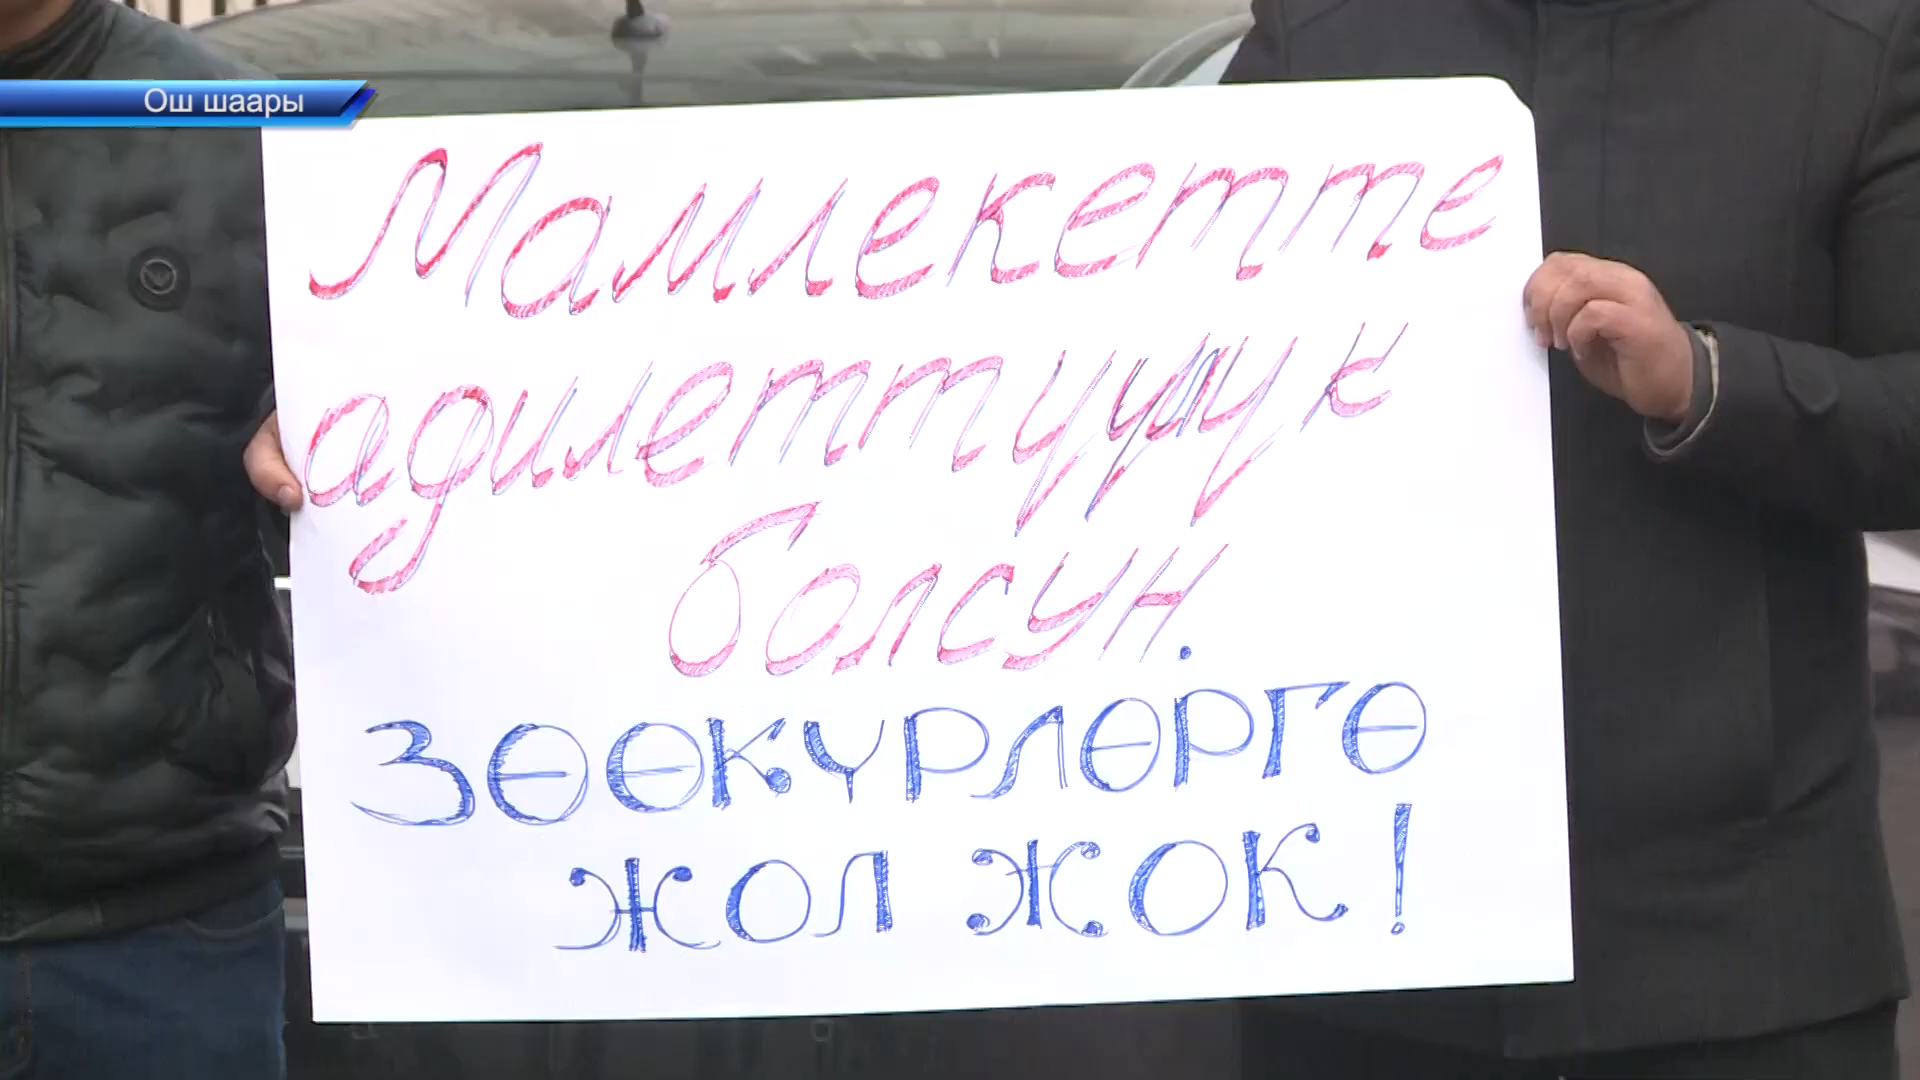 Ош шаары
Мамлекетте
адилеттүүлүк
болсун.
ЗӨӨКҮРЛӨРГӨ
ЖОЛ ЖОК!